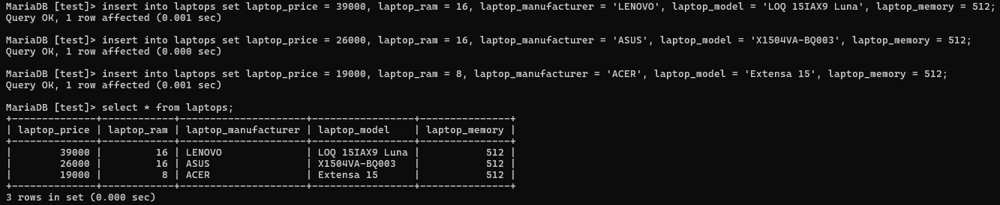 MariaDB [test]> insert into laptops set laptop_price = 39000, laptop_ram = 16, laptop_manufacturer = 'LENOVO', laptop_model = 'LOQ 15IAX9 Luna', laptop_memory = 512;
Query OK, 1 row affected (0.001 sec)

MariaDB [test]> insert into laptops set laptop_price = 26000, laptop_ram = 16, laptop_manufacturer = 'ASUS', laptop_model = 'X1504VA-BQ003', laptop_memory = 512;
Query OK, 1 row affected (0.000 sec)

MariaDB [test]> insert into laptops set laptop_price = 19000, laptop_ram = 8, laptop_manufacturer = 'ACER', laptop_model = 'Extensa 15', laptop_memory = 512;
Query OK, 1 row affected (0.001 sec)

MariaDB [test]> select * from laptops;
+--------------+------------+---------------------+-----------------+---------------+
| laptop_price | laptop_ram | laptop_manufacturer | laptop_model    | laptop_memory |
+--------------+------------+---------------------+-----------------+---------------+
|        39000 |         16 | LENOVO              | LOQ 15IAX9 Luna |           512 |
|        26000 |         16 | ASUS                | X1504VA-BQ003   |           512 |
|        19000 |          8 | ACER                | Extensa 15      |           512 |
+--------------+------------+---------------------+-----------------+---------------+
3 rows in set (0.000 sec)